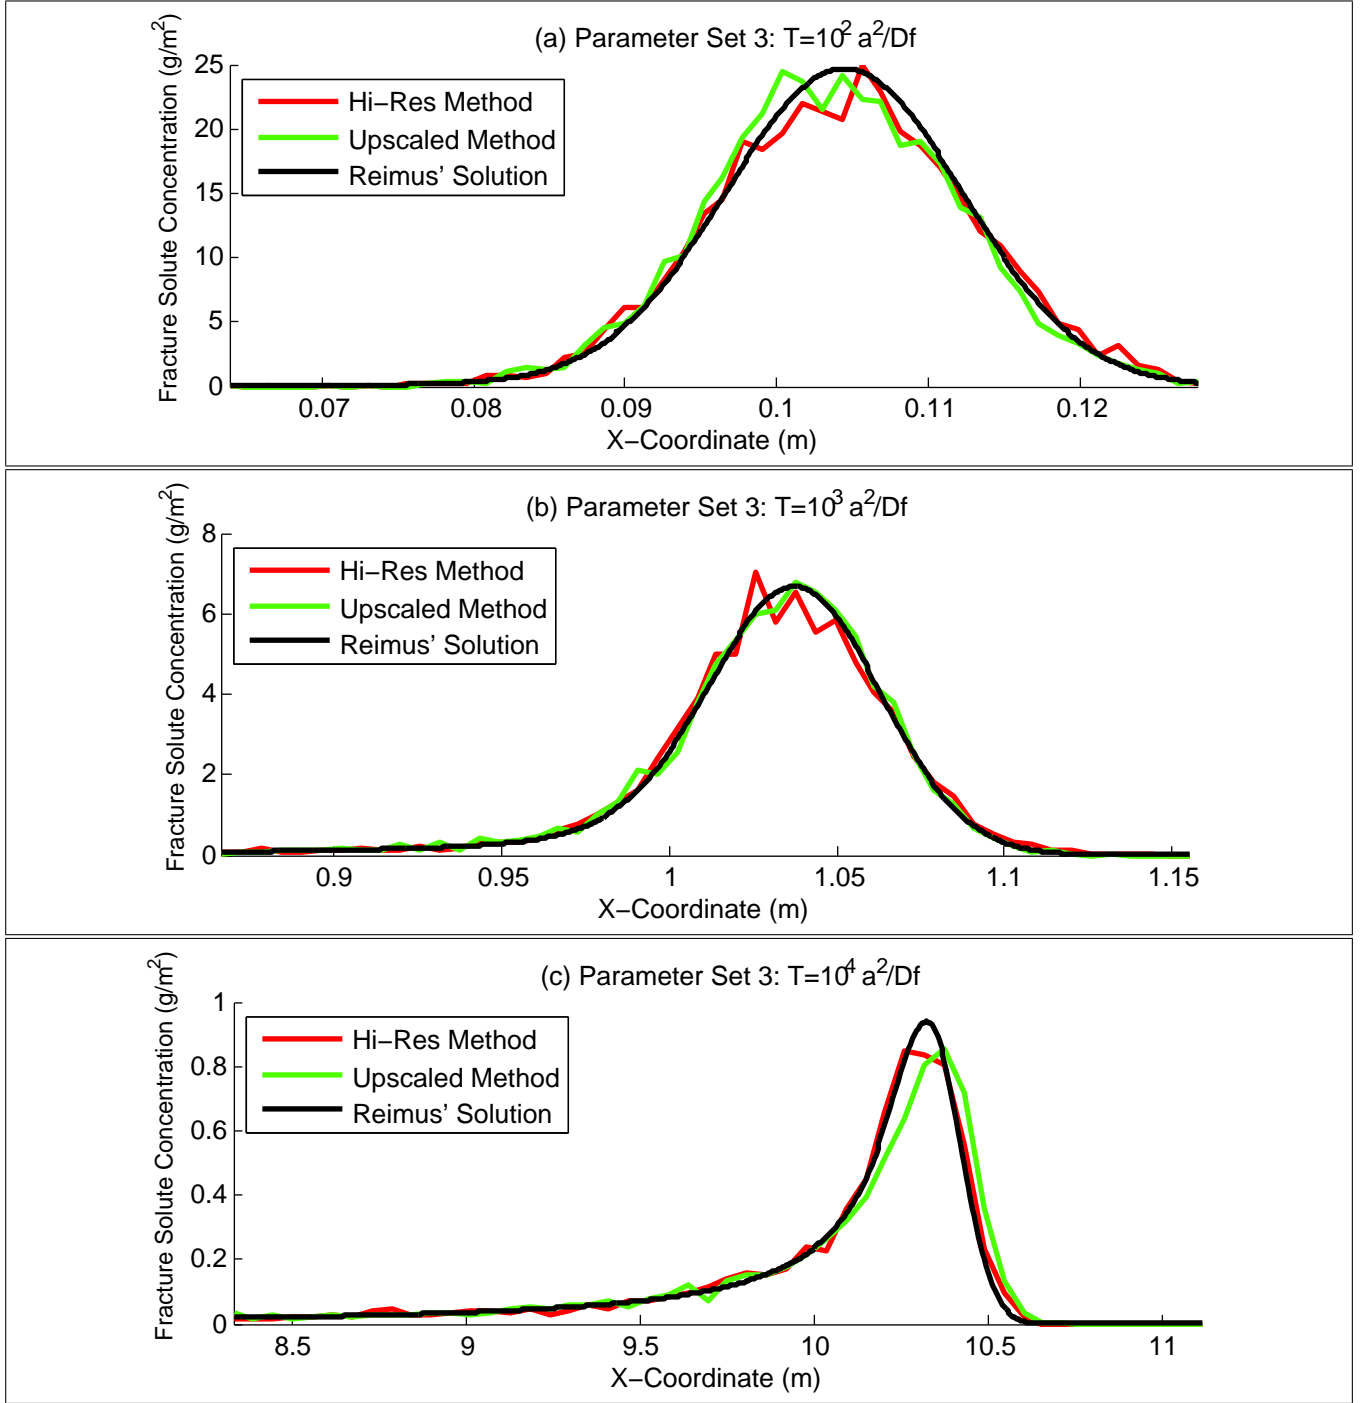 (a) Parameter Set 3: T=10² a²/Df
Fracture Solute Concentration (g/m²)
25
20
15
10
5
0
Hi−Res Method
Upscaled Method
Reimus' Solution
0.07
0.08
0.09
0.1
0.11
0.12
X−Coordinate (m)
(b) Parameter Set 3: T=10³ a²/Df
Fracture Solute Concentration (g/m²)
8
6
4
2
0
Hi−Res Method
Upscaled Method
Reimus' Solution
0.9
0.95
1
1.05
1.1
1.15
X−Coordinate (m)
(c) Parameter Set 3: T=10⁴ a²/Df
Fracture Solute Concentration (g/m²)
1
0.8
0.6
0.4
0.2
0
Hi−Res Method
Upscaled Method
Reimus' Solution
8.5
9
9.5
10
10.5
11
X−Coordinate (m)